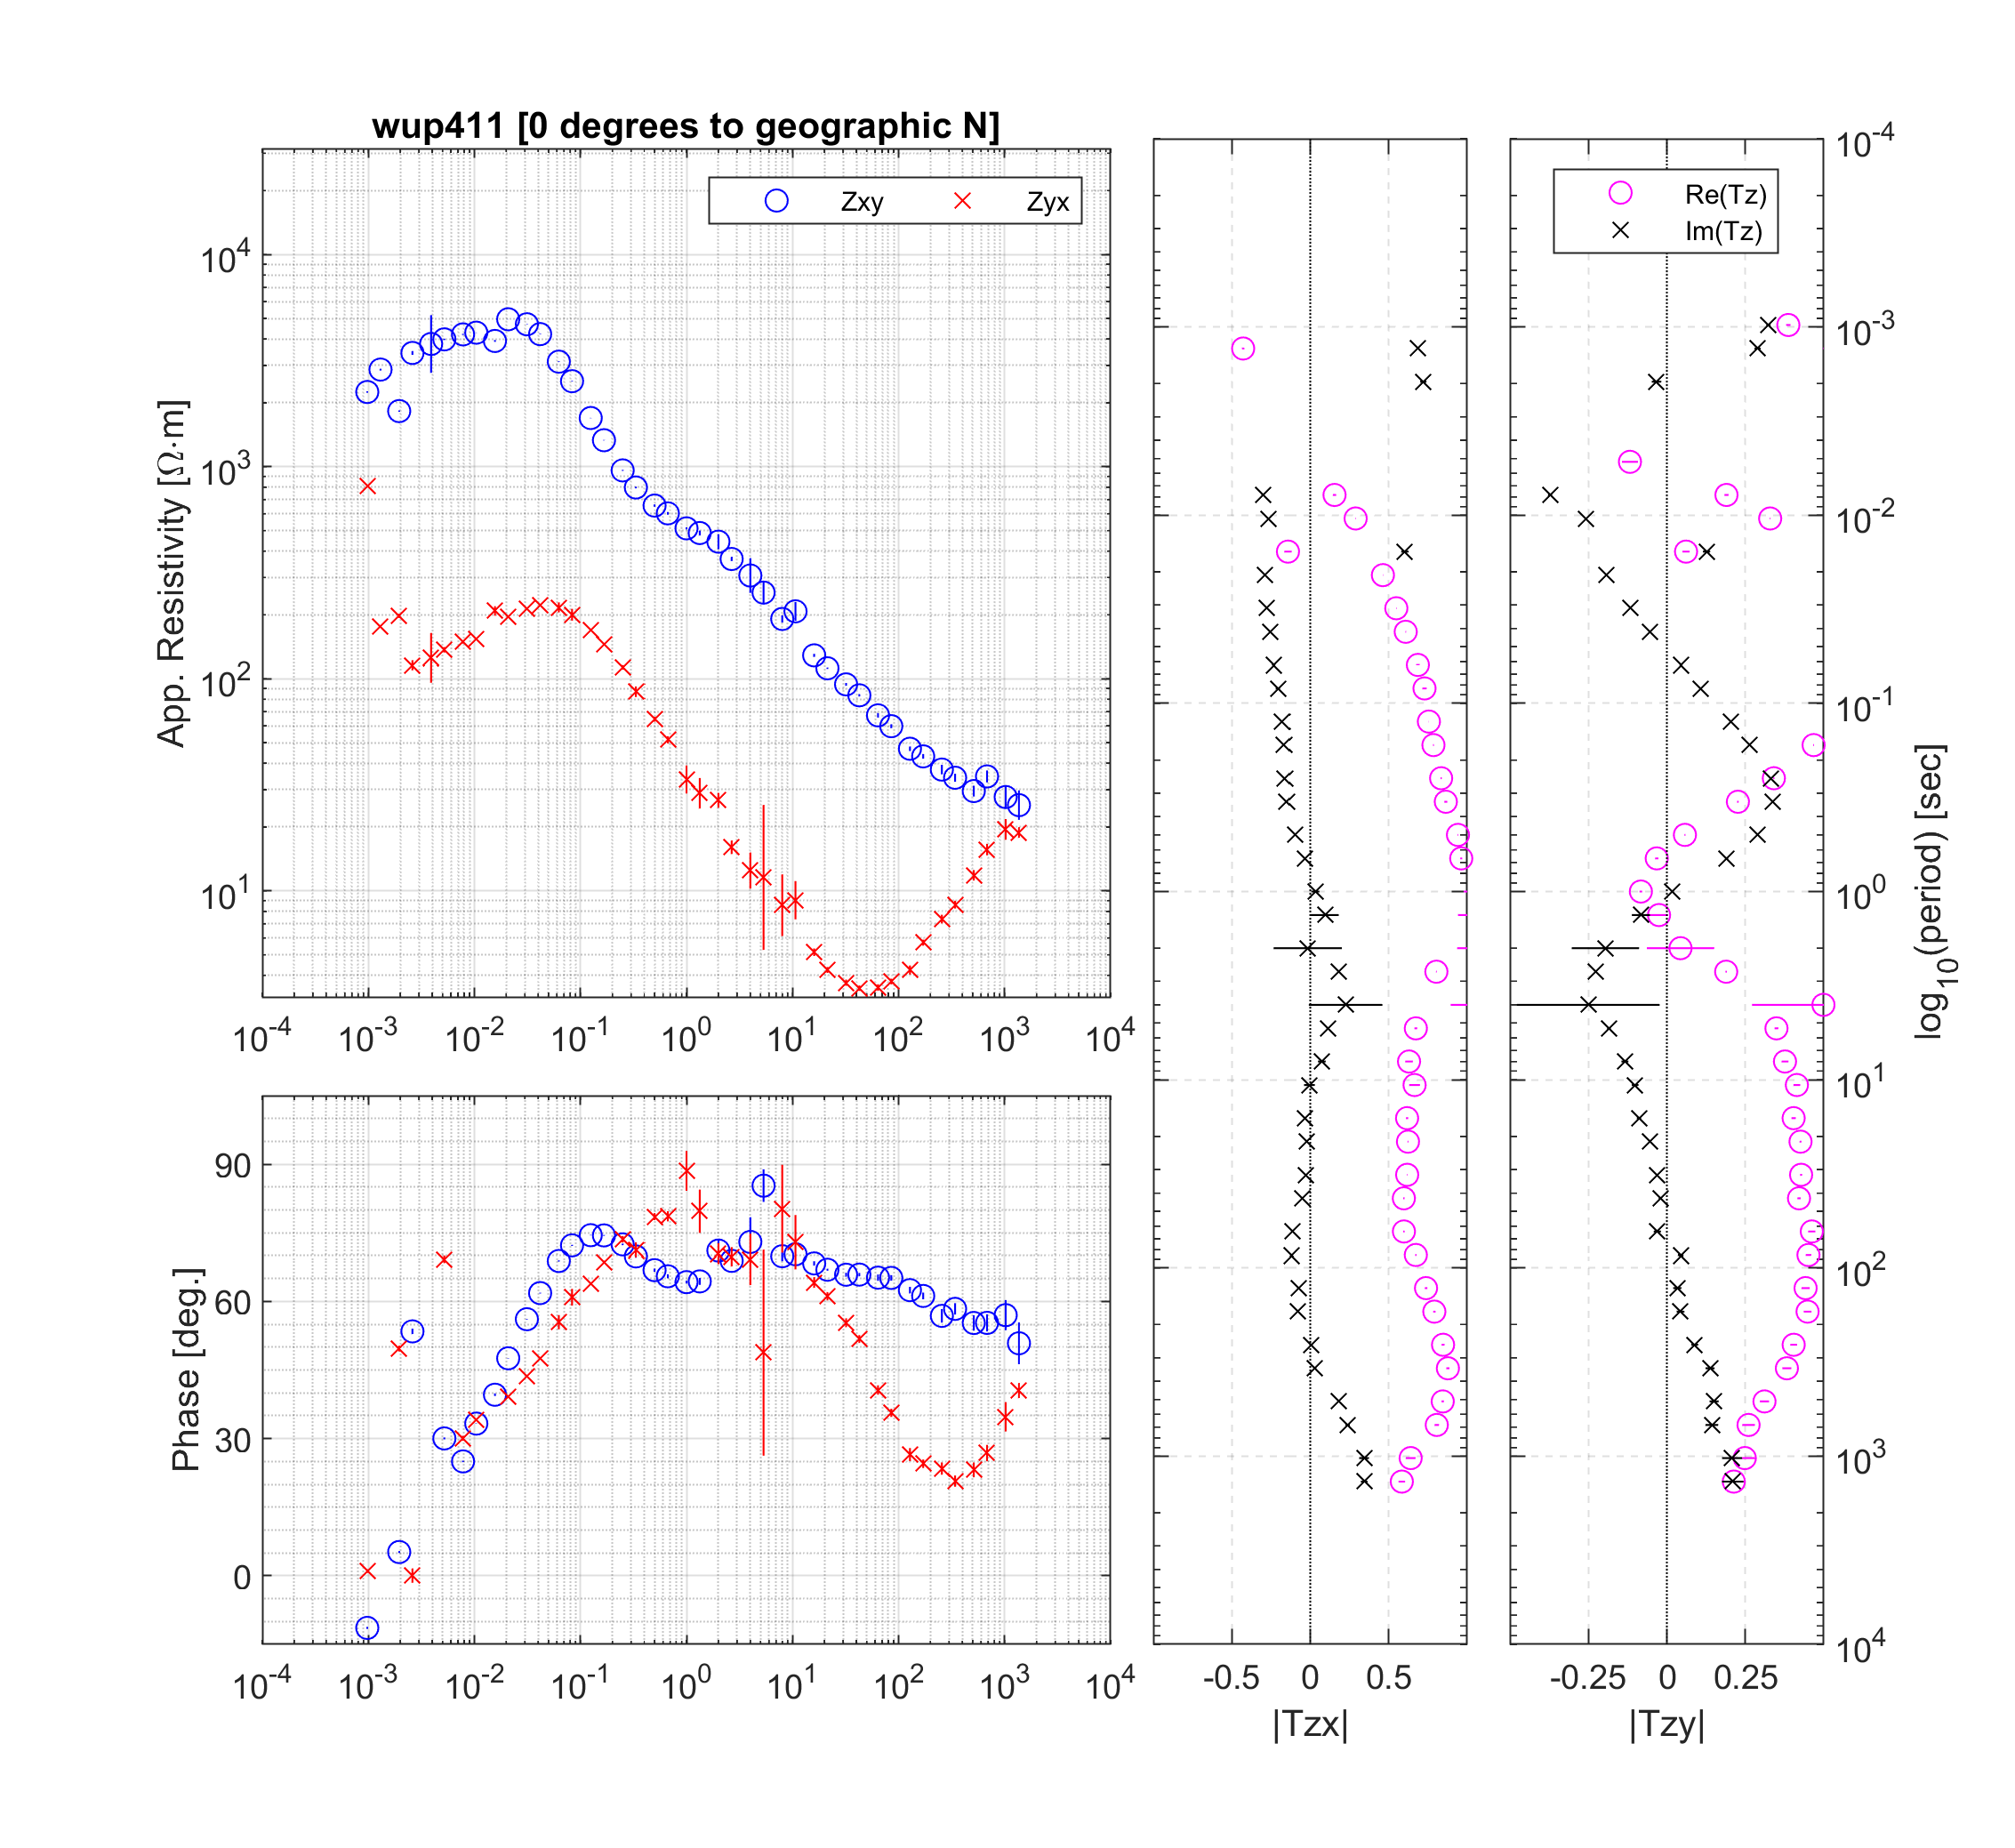 wup411 [0 degrees to geographic N]
Zxy Zyx
App. Resistivity [Ω·m]
10^4
10^3
10^2
10^1
10^-4 10^-3 10^-2 10^-1 10^0 10^1 10^2 10^3 10^4
Phase [deg.]
90
60
30
0
10^-4 10^-3 10^-2 10^-1 10^0 10^1 10^2 10^3 10^4
-0.5 0 0.5
|Tzx|
Re(Tz)
Im(Tz)
10^-4
10^-3
10^-2
10^-1
10^0
10^1
10^2
10^3
10^4
log_10(period) [sec]
-0.25 0 0.25
|Tzy|